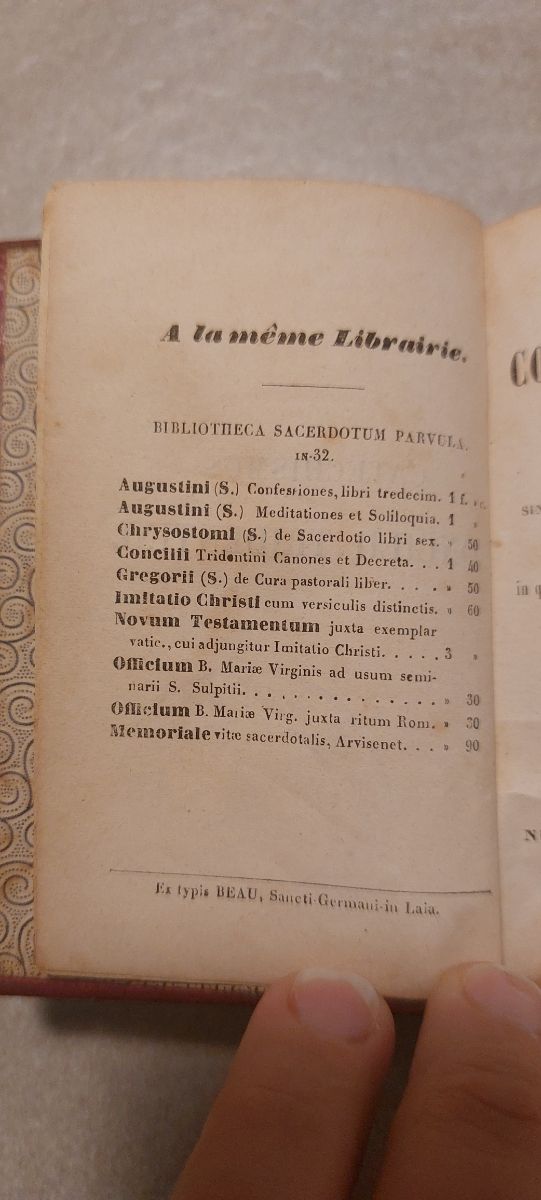 A la même Librairie.
BIBLIOTHECA SACERDOTUM PARVULA.
IN-32.
Augustini (S.) Confessiones, libri tredecim. 1 f. »c.
Augustini (S.) Meditationes et Soliloquia. 1 »
Chrysostomi (S.) de Sacerdotio libri sex. » 50
Concilii Tridentini Canones et Decreta. . . 1 40
Gregorii (S.) de Cura pastorali liber. . . . . » 50
Imitatio Christi cum versiculis distinctis. » 60
Novum Testamentum juxta exemplar
vatic., cui adjungitur Imitatio Christi. . . . . 3 »
Officium B. Mariæ Virginis ad usum semi-
narii S. Sulpitii. . . . . . . . . . . . . . . . » 30
Officium B. Mariæ Virg. juxta ritum Rom. » 30
Memoriale vitæ sacerdotalis, Arvisenet. . . » 90
Ex typis BEAU, Sancti-Germani-in Laia.
CO
in q
N